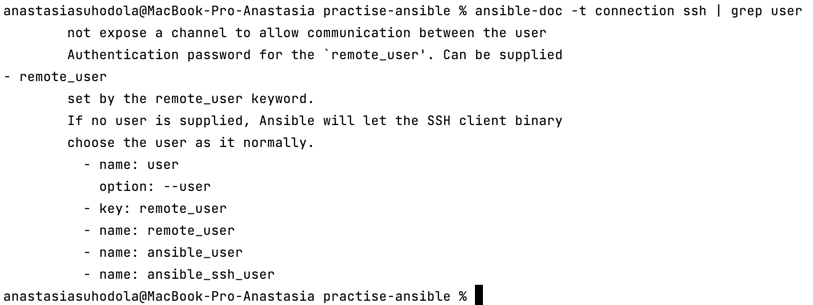 anastasiasuhodola@MacBook-Pro-Anastasia practise-ansible % ansible-doc -t connection ssh | grep user
        not expose a channel to allow communication between the user
        Authentication password for the `remote_user'. Can be supplied
- remote_user
        set by the remote_user keyword.
        If no user is supplied, Ansible will let the SSH client binary
        choose the user as it normally.
          - name: user
            option: --user
          - key: remote_user
          - name: remote_user
          - name: ansible_user
          - name: ansible_ssh_user
anastasiasuhodola@MacBook-Pro-Anastasia practise-ansible %